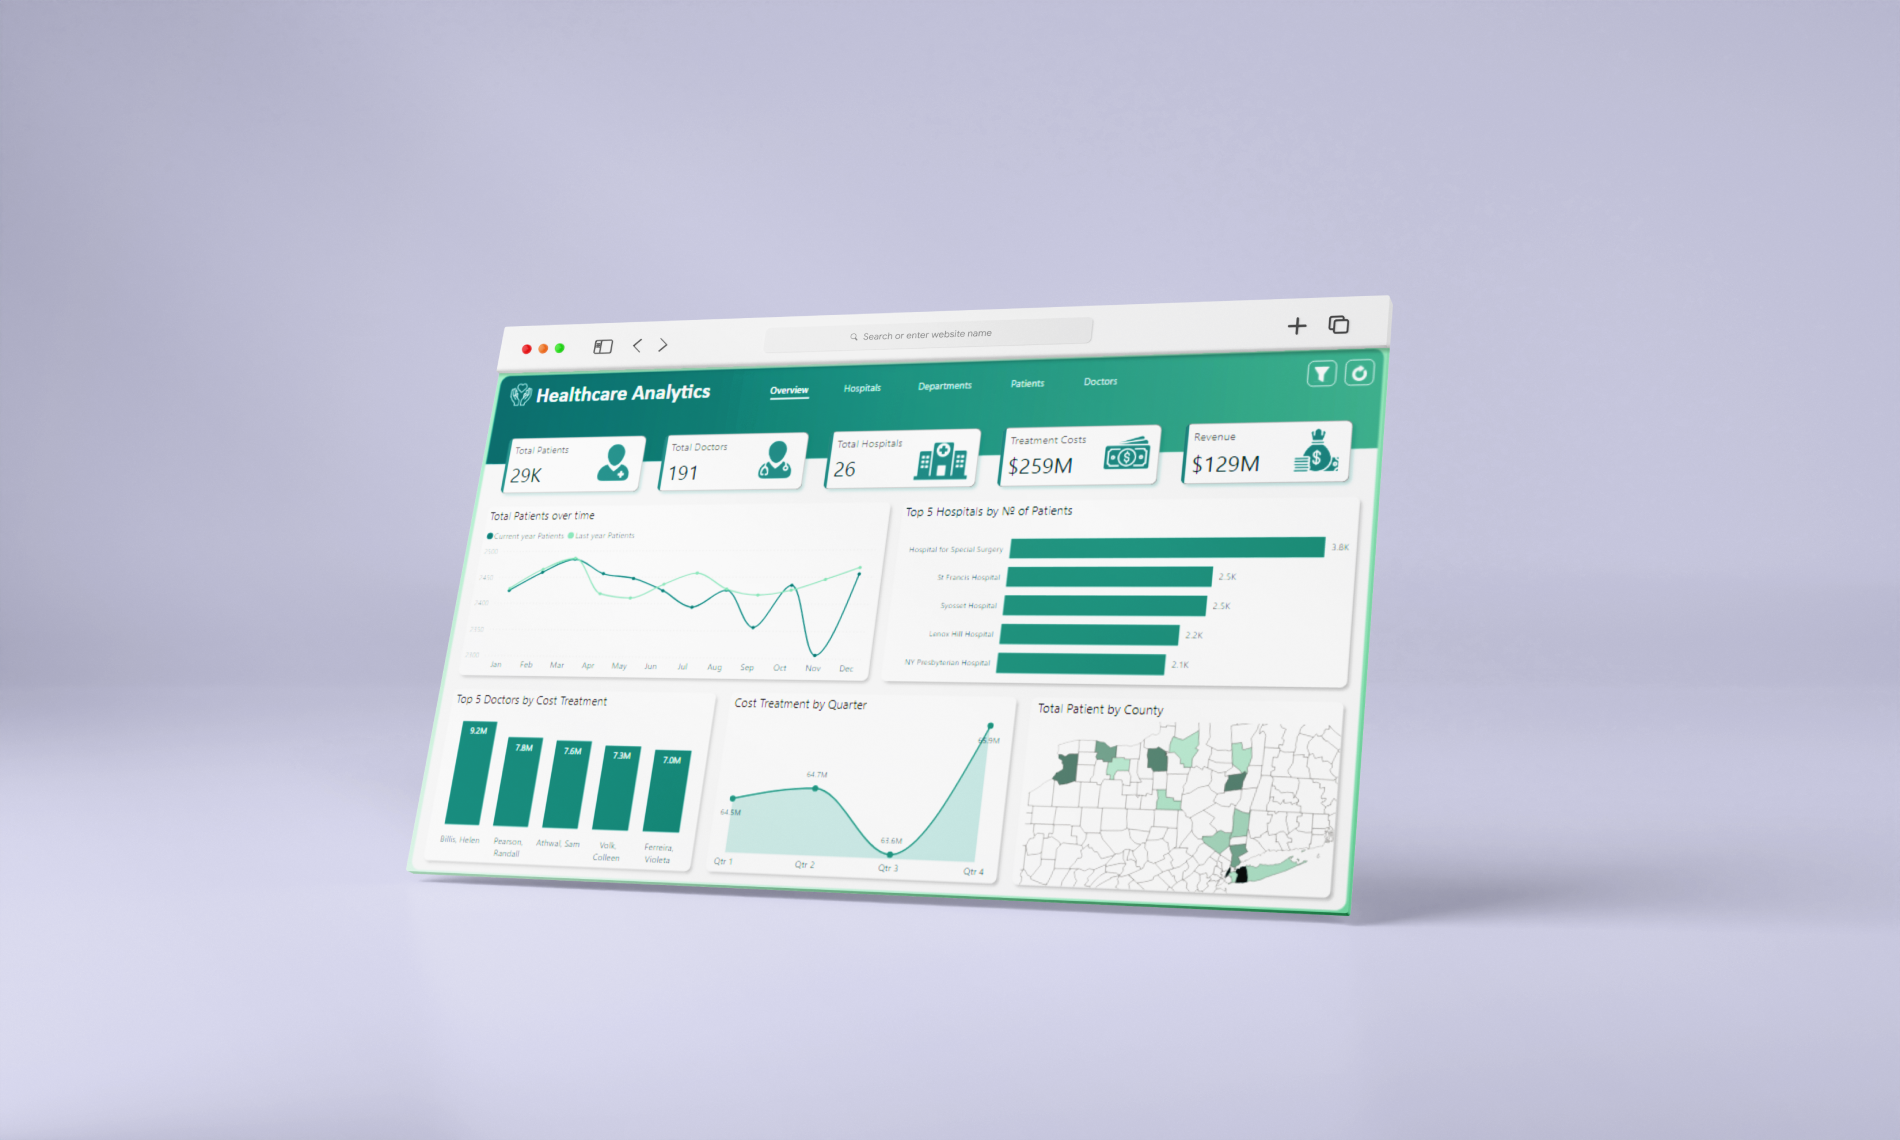 Search or enter website name
Healthcare Analytics
Overview
Hospitals
Departments
Patients
Doctors
Total Patients
29K
Total Doctors
191
Total Hospitals
26
Treatment Costs
$259M
Revenue
$129M
Total Patients over time
Current year Patients
Last year Patients
Jan Feb Mar Apr May Jun Jul Aug Sep Oct Nov Dec
Top 5 Hospitals by Nº of Patients
Hospital for Special Surgery 3.8K
St Francis Hospital 2.5K
Syosset Hospital 2.5K
Lenox Hill Hospital 2.2K
NY Presbyterian Hospital 2.1K
Top 5 Doctors by Cost Treatment
9.2M 7.8M 7.6M 7.3M 7.0M
Billis, Helen
Pearson,
Randall
Athwal, Sam
Volk,
Colleen
Ferreira,
Violeta
Cost Treatment by Quarter
64.5M
64.7M
63.6M
65.9M
Qtr 1 Qtr 2 Qtr 3 Qtr 4
Total Patient by County